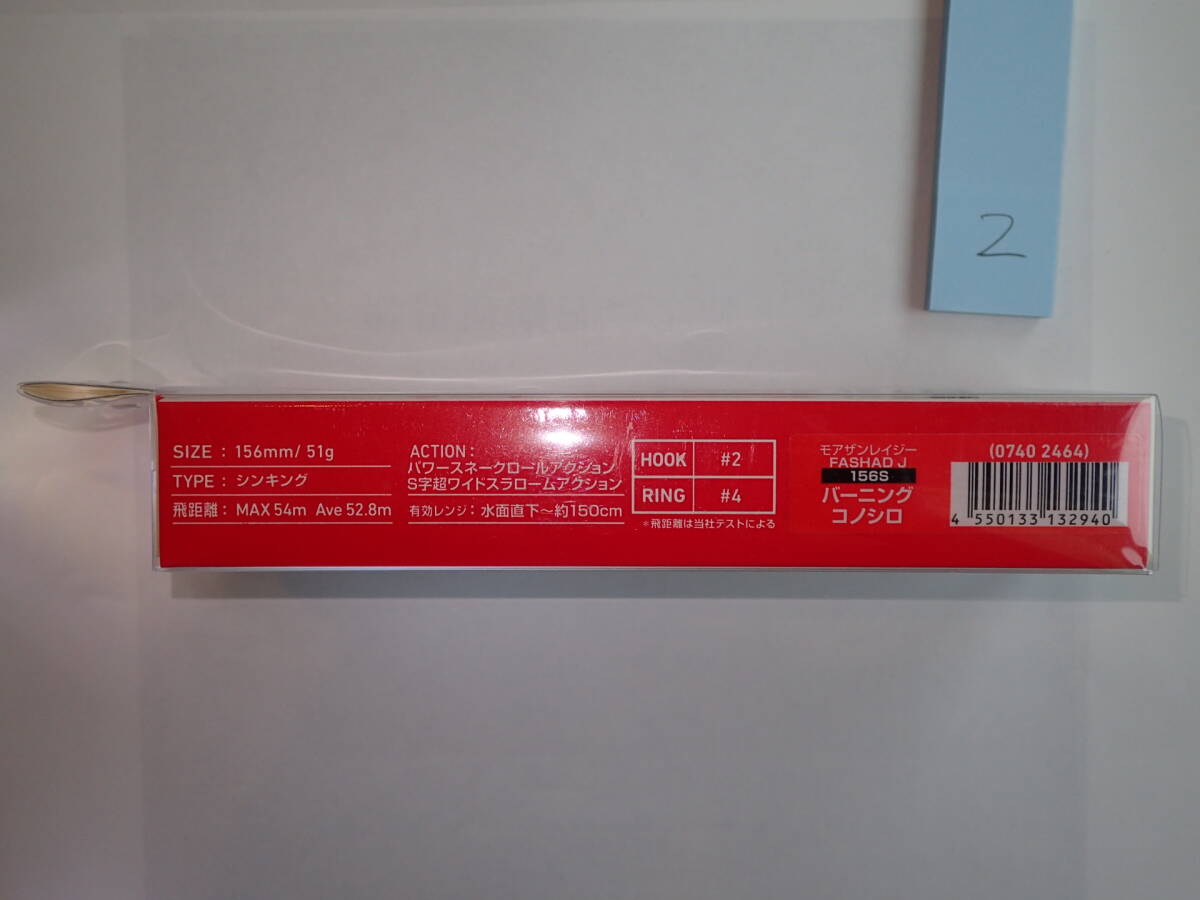 2
SIZE : 156mm/ 51g
TYPE : シンキング
飛距離 : MAX 54m Ave 52.8m
ACTION :
パワースネークロールアクション
S字超ワイドスラロームアクション
有効レンジ : 水面直下〜約150cm
HOOK #2
RING #4
*飛距離は当社テストによる
モアザンレイジー
FASHAD J
156S
バーニング
コノシロ
(0740 2464)
4 550133 132940